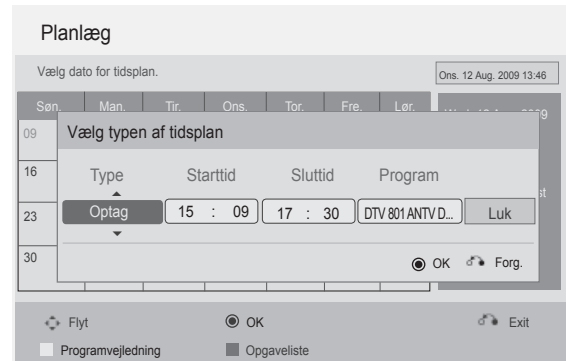 Planlæg
Vælg dato for tidsplan.
Ons. 12 Aug. 2009 13:46
Søn. Man. Tir. Ons. Tor. Fre. Lør.
09
Vælg typen af tidsplan
16
Type Starttid Sluttid Program
23
Optag 15 : 09 17 : 30 DTV 801 ANTV D... Luk
30
OK Forg.
Flyt OK Exit
Programvejledning Opgaveliste